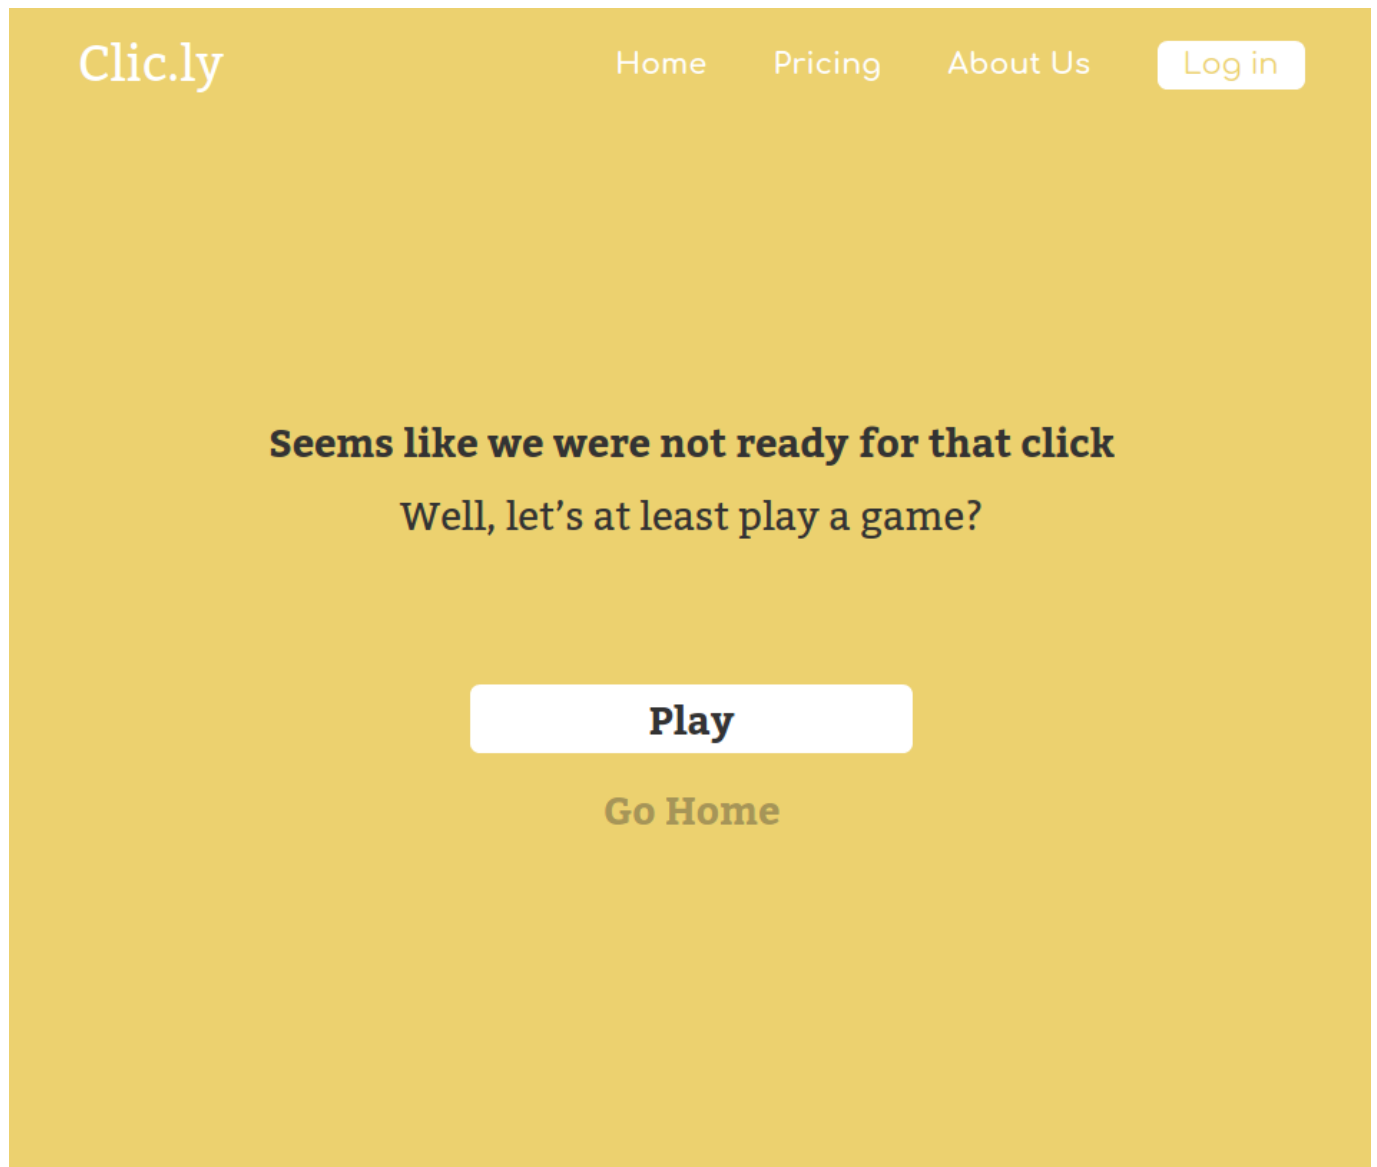 Clic.ly
Home Pricing About Us Log in
Seems like we were not ready for that click
Well, let’s at least play a game?
Play
Go Home